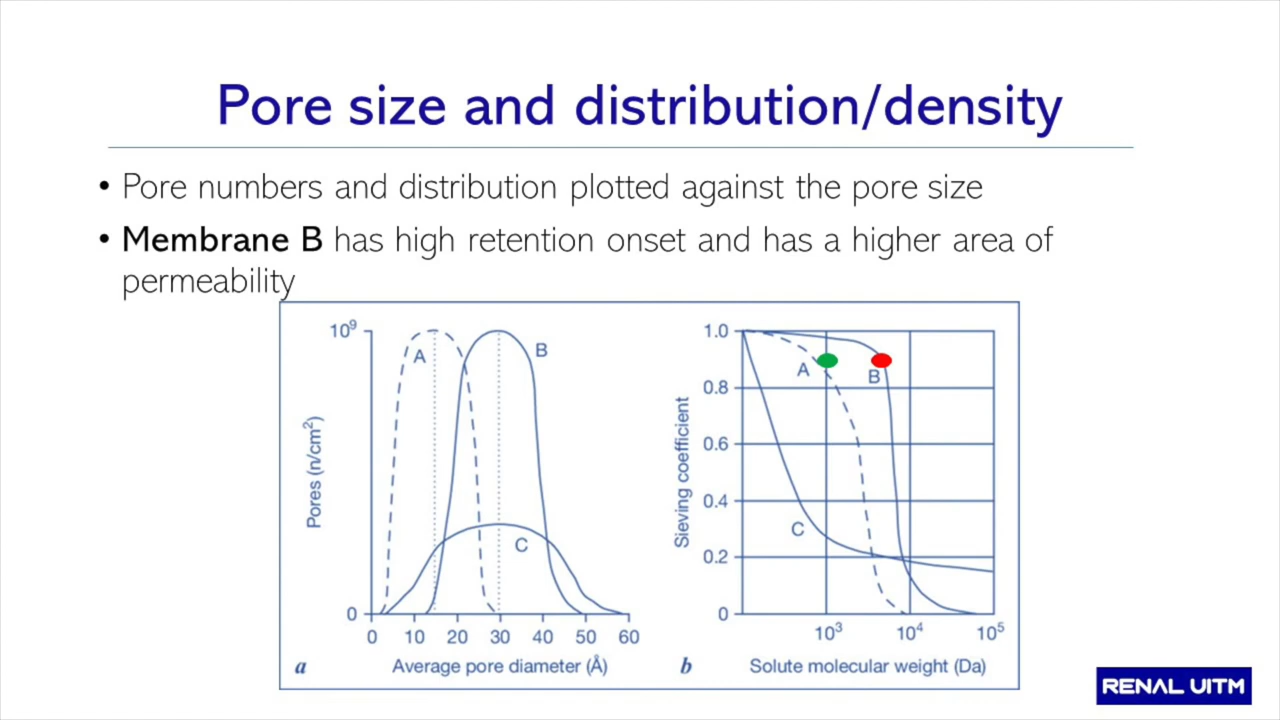 Pore size and distribution/density
• Pore numbers and distribution plotted against the pore size
• Membrane B has high retention onset and has a higher area of
permeability
10⁹
A
B
C
Pores (n/cm²)
0
0 10 20 30 40 50 60
a Average pore diameter (Å)
1.0
0.8
0.6
0.4
0.2
0
A
B
C
Sieving coefficient
10³ 10⁴ 10⁵
b Solute molecular weight (Da)
RENAL UITM